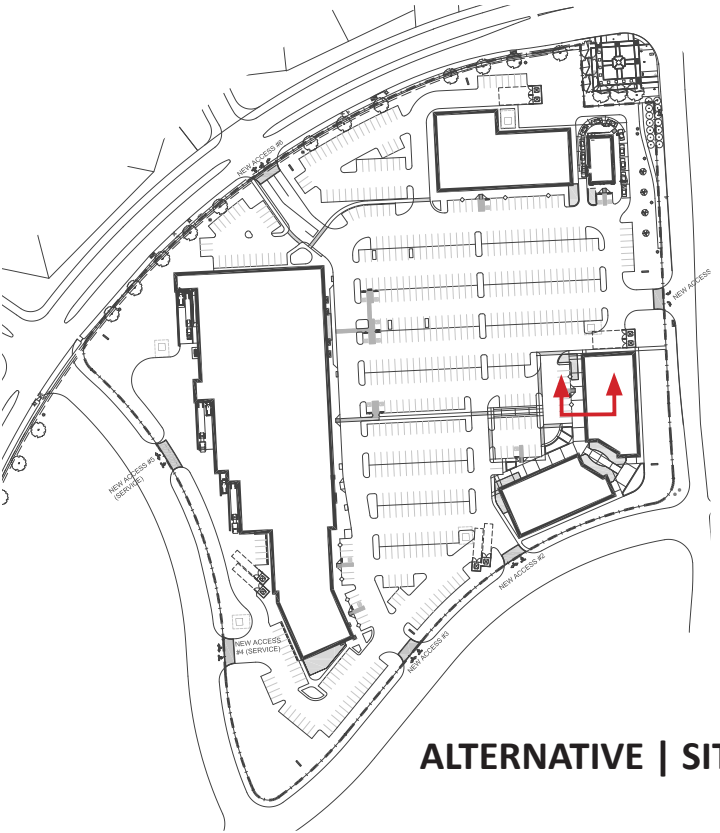 NEW ACCESS #6
NEW ACCESS
NEW ACCESS #5
(SERVICE)
NEW ACCESS #2
NEW ACCESS
#4 (SERVICE)
NEW ACCESS #3
ALTERNATIVE | SIT